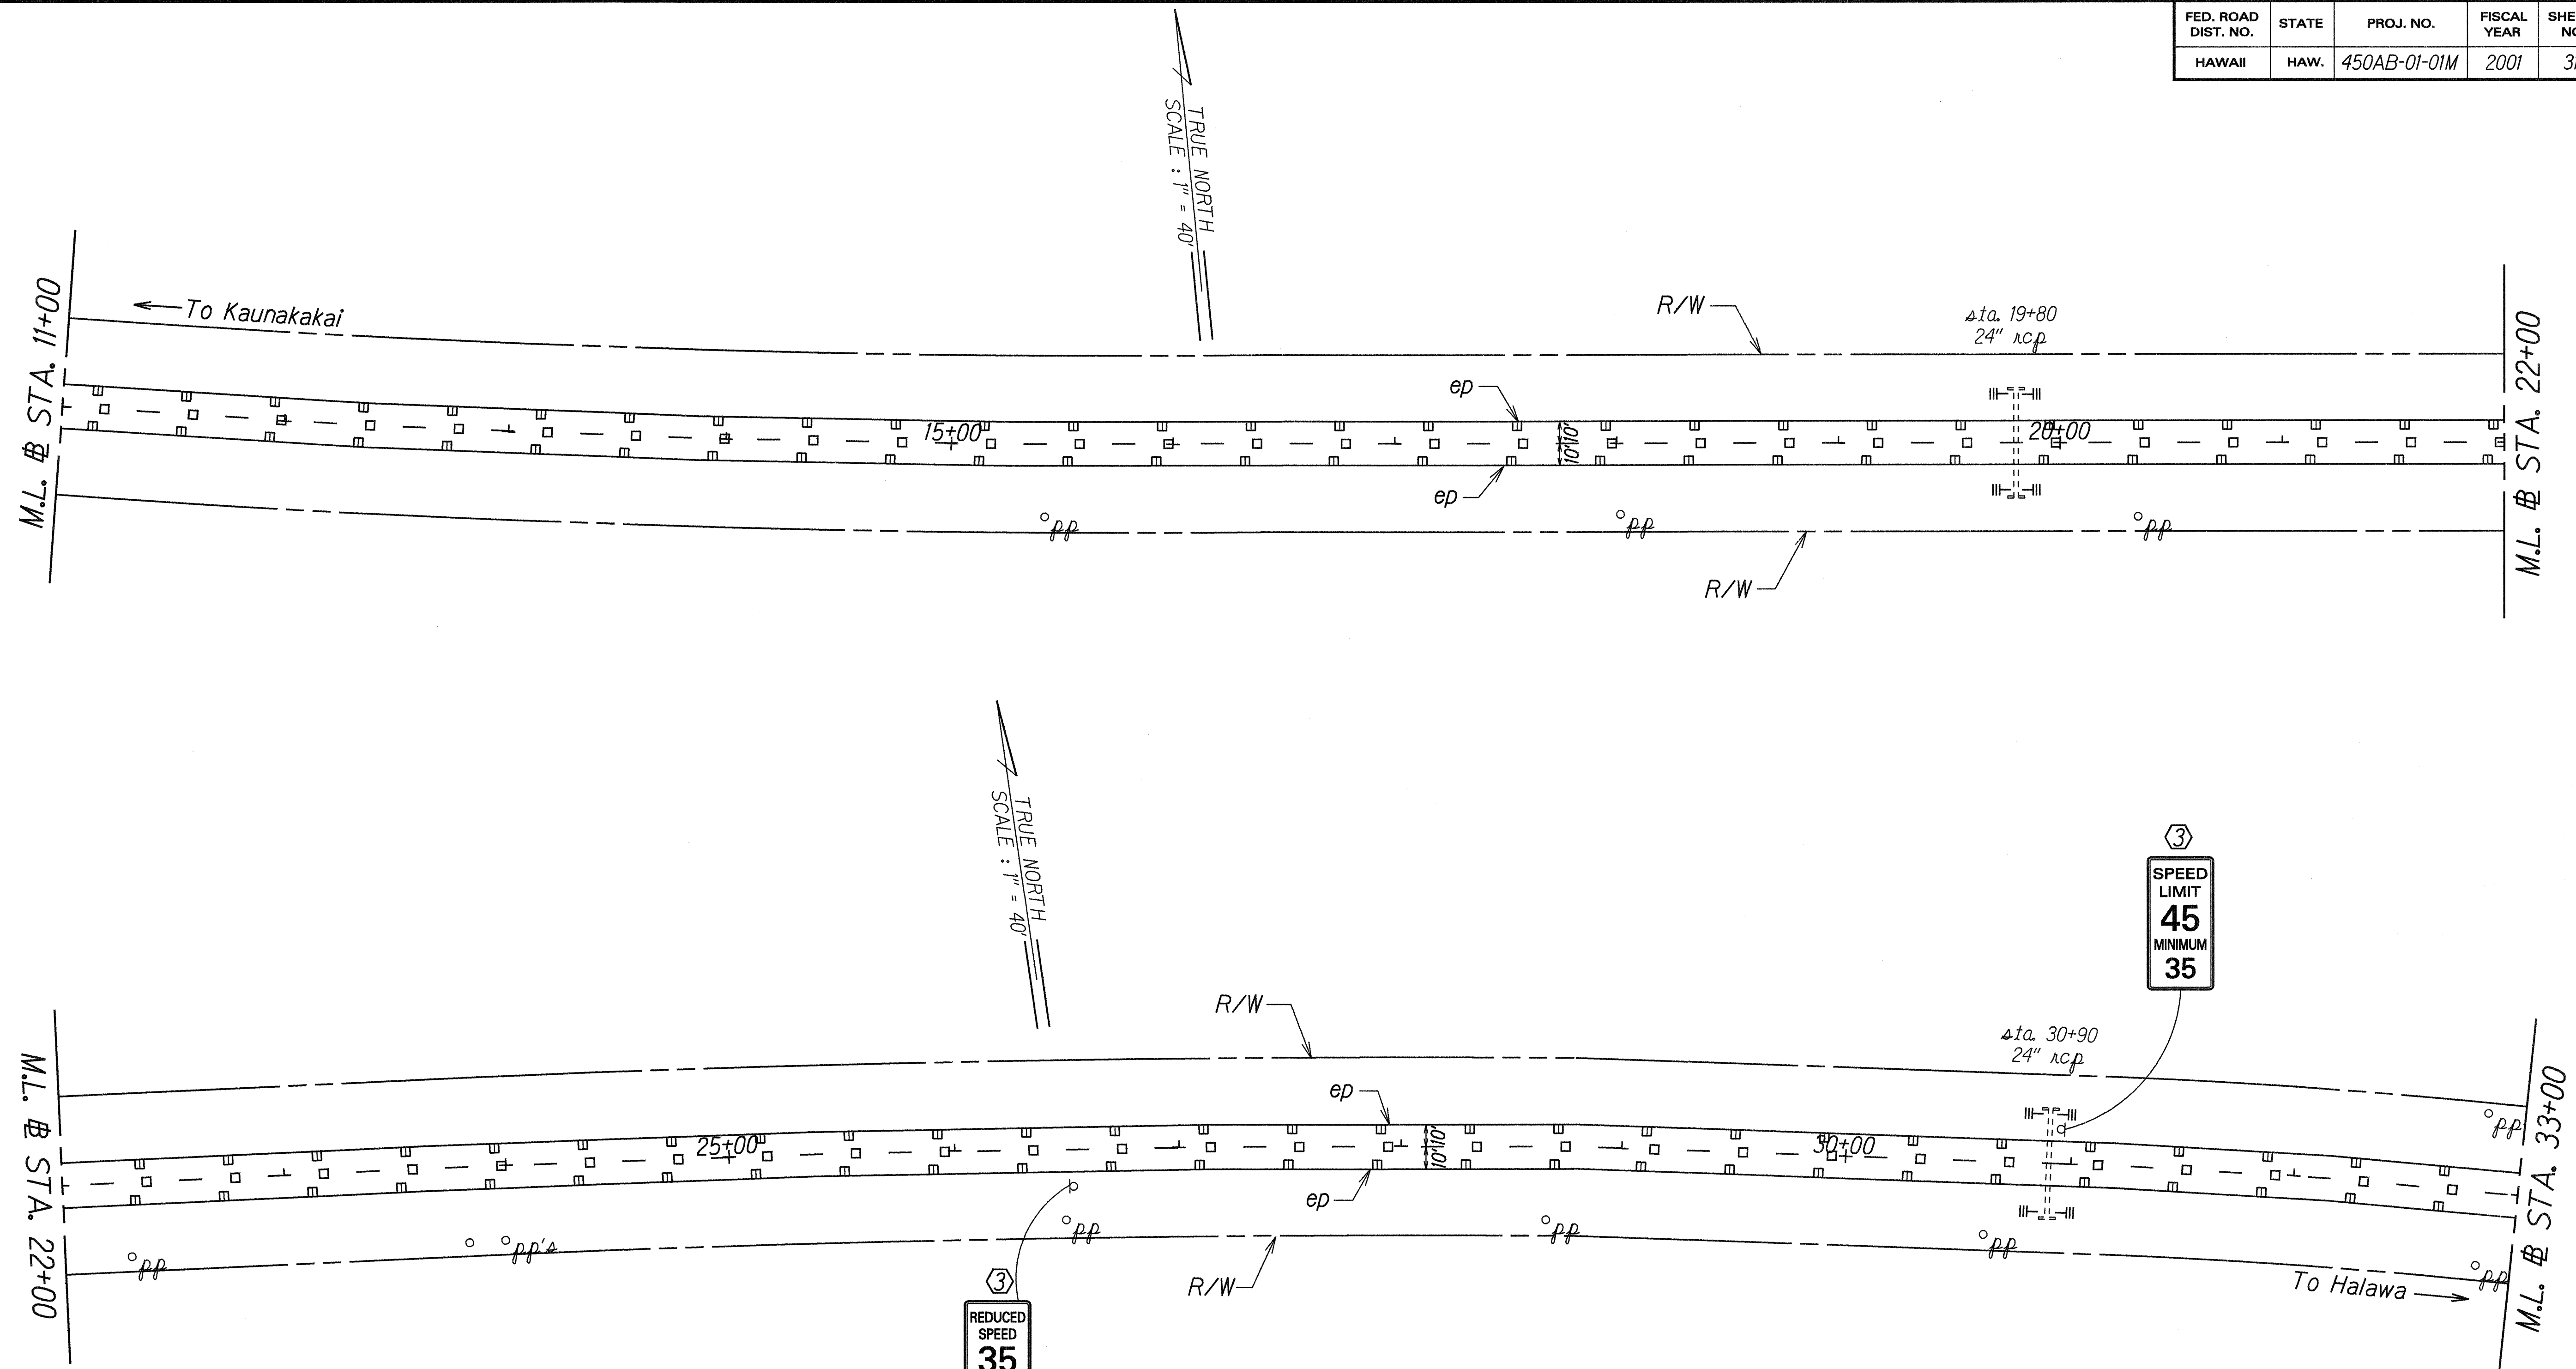 FED. ROAD DIST. NO. STATE PROJ. NO. FISCAL YEAR
HAWAII HAW. 450AB-01-01M 2001
TRUE NORTH
SCALE : 1" = 40'
M.L. ⅊ STA. 11+00
To Kaunakakai
R/W
sta. 19+80
24" rcp
M.L. ⅊ STA. 22+00
ep
15+00
10' 10'
20+00
ep
pp
pp
pp
R/W
TRUE NORTH
SCALE : 1" = 40'
3
SPEED
LIMIT
45
MINIMUM
35
R/W
sta. 30+90
24" rcp
M.L. ⅊ STA. 22+00
ep
25+00
10' 10'
30+00
pp
M.L. ⅊ STA. 33+00
ep
pp
pp's
pp
pp
pp
pp
R/W
To Halawa
3
REDUCED
SPEED
35